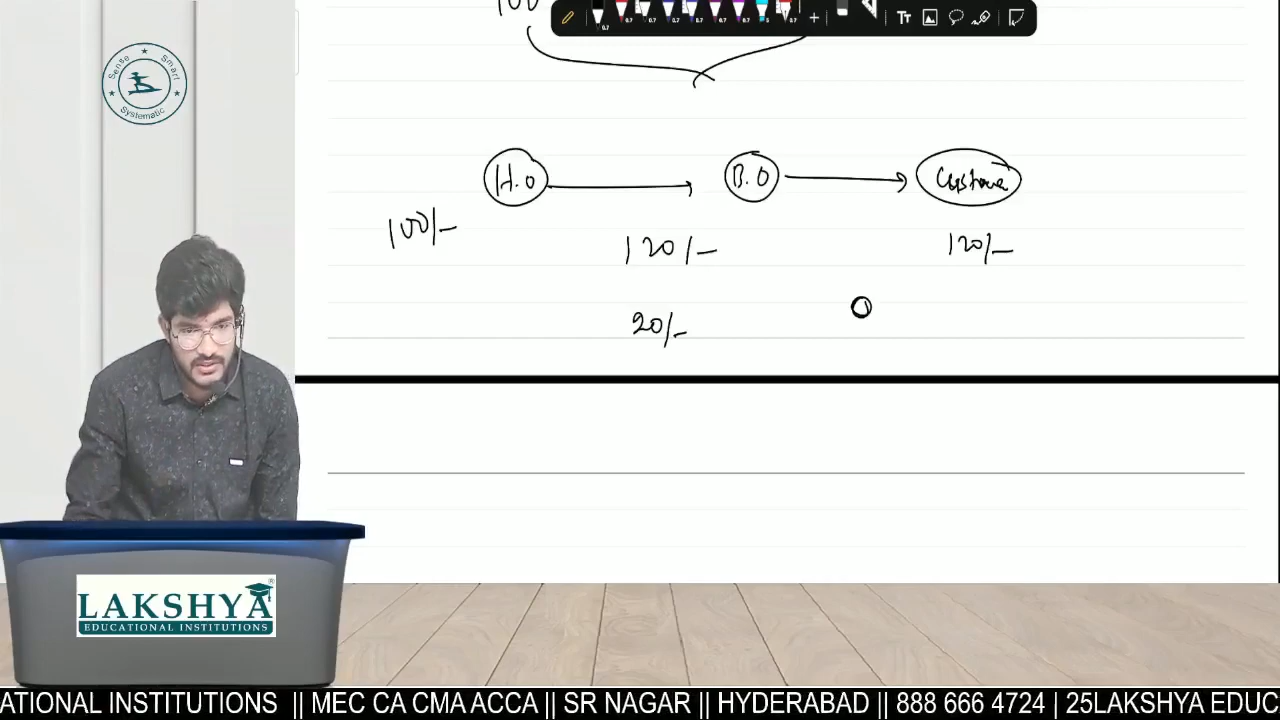 100
Tт
Sense Smart
Systematic
H.O B.O Customer
100/-
120/- 120/-
20/- 0
LAKSHYA
EDUCATIONAL INSTITUTIONS
ATIONAL INSTITUTIONS || MEC CA CMA ACCA || SR NAGAR || HYDERABAD || 888 666 4724 | 25LAKSHYA EDUC